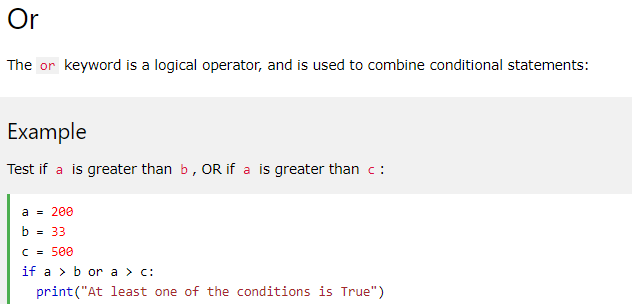 Or
The or keyword is a logical operator, and is used to combine conditional statements:
Example
Test if a is greater than b, OR if a is greater than c:
a = 200
b = 33
c = 500
if a > b or a > c:
  print("At least one of the conditions is True")